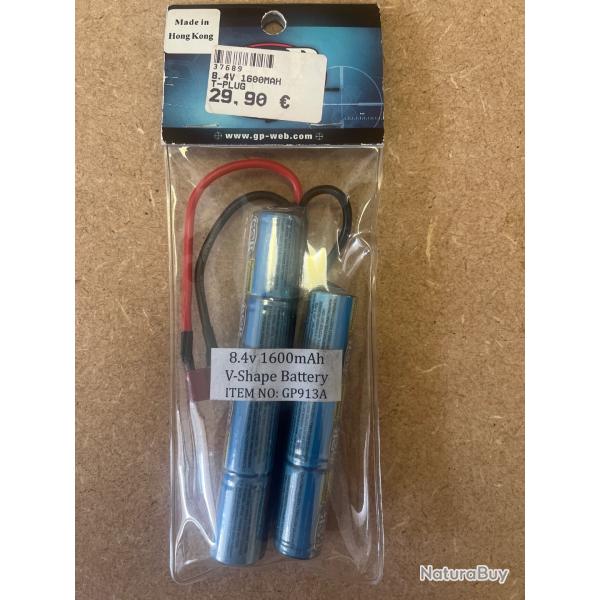 Made in
Hong Kong
37689
8.4V 1600MAH
T-PLUG
29,90 €
www.gp-web.com
8.4v 1600mAh
V-Shape Battery
ITEM NO: GP913A
NaturaBuy